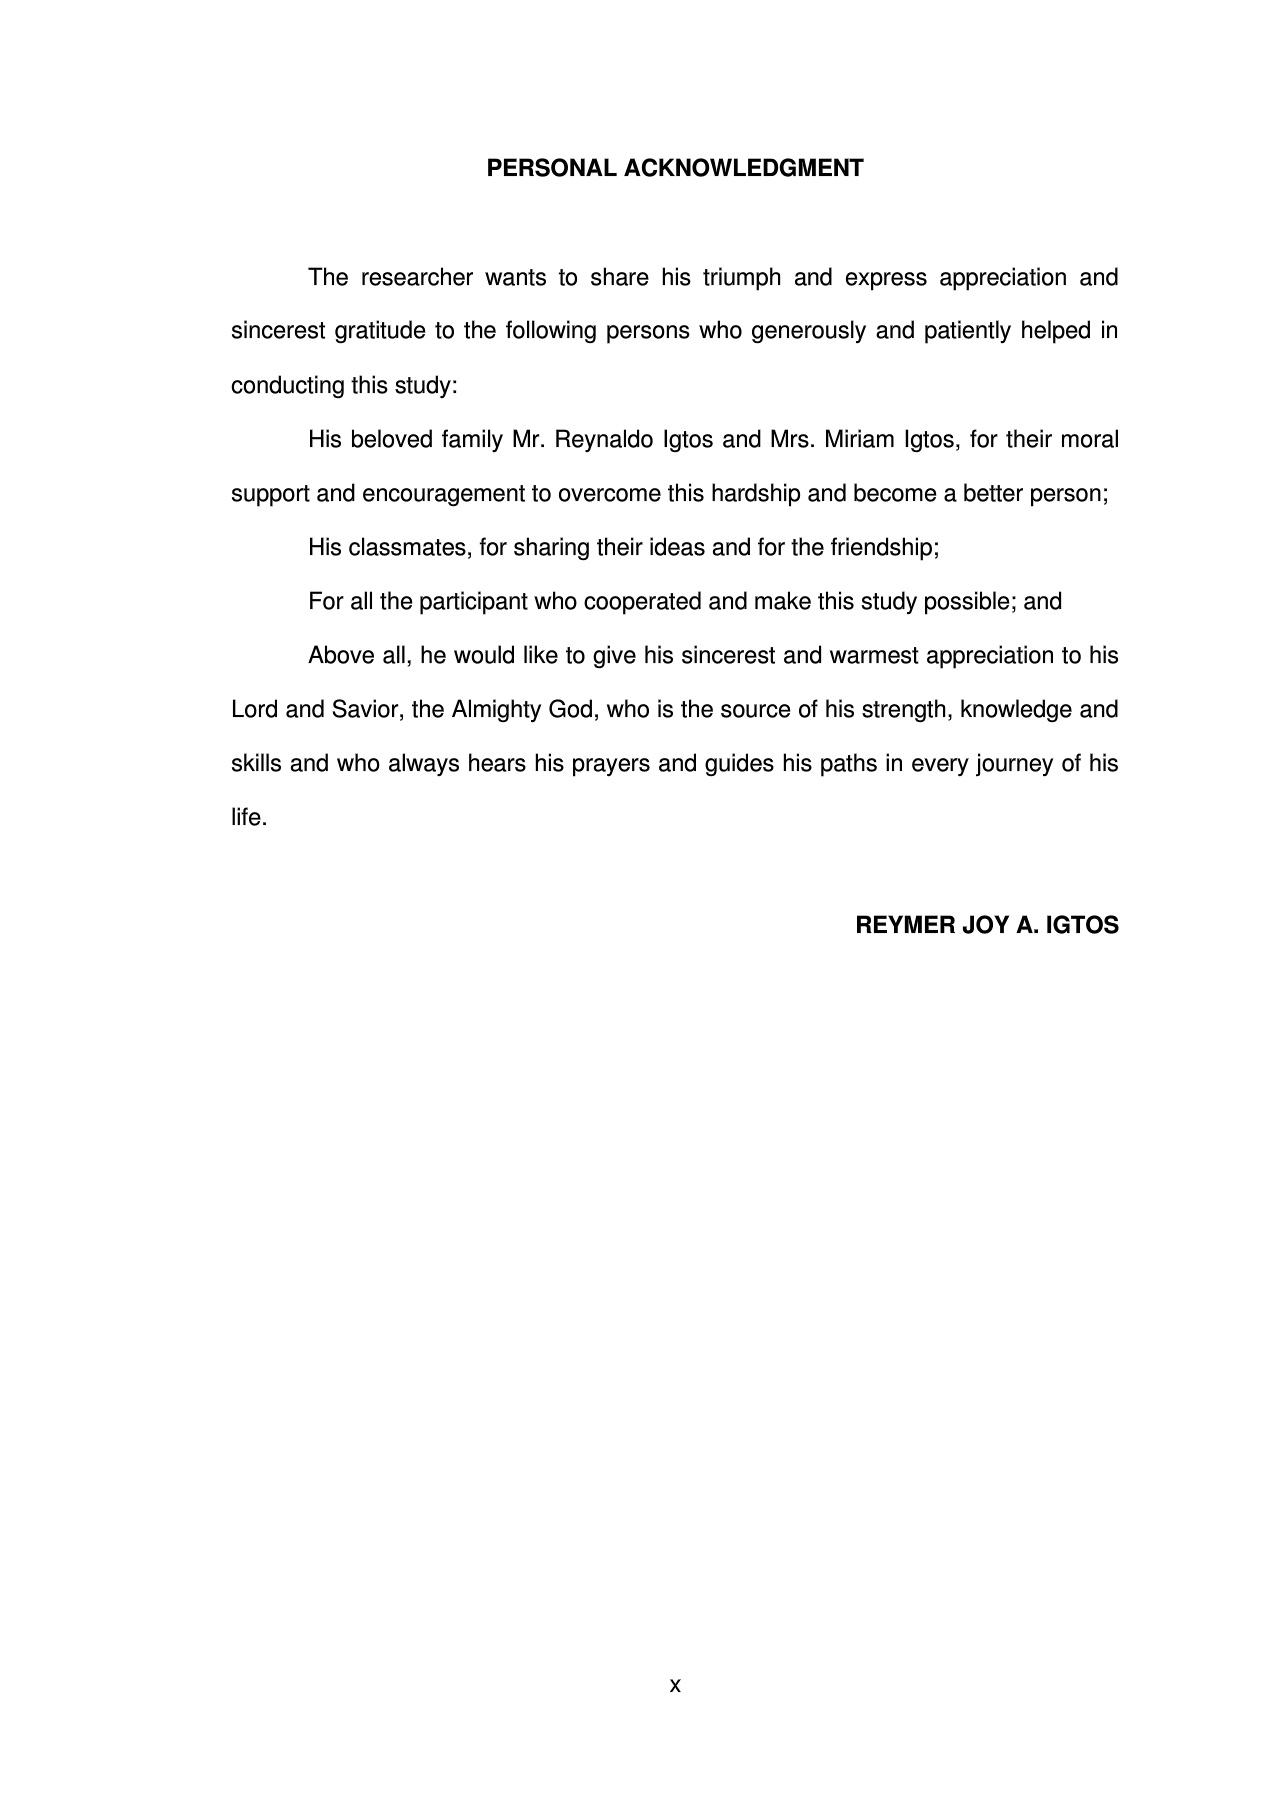 PERSONAL ACKNOWLEDGMENT
The researcher wants to share his triumph and express appreciation and
sincerest gratitude to the following persons who generously and patiently helped in
conducting this study:
His beloved family Mr. Reynaldo Igtos and Mrs. Miriam Igtos, for their moral
support and encouragement to overcome this hardship and become a better person;
His classmates, for sharing their ideas and for the friendship;
For all the participant who cooperated and make this study possible; and
Above all, he would like to give his sincerest and warmest appreciation to his
Lord and Savior, the Almighty God, who is the source of his strength, knowledge and
skills and who always hears his prayers and guides his paths in every journey of his
life.
REYMER JOY A. IGTOS
x